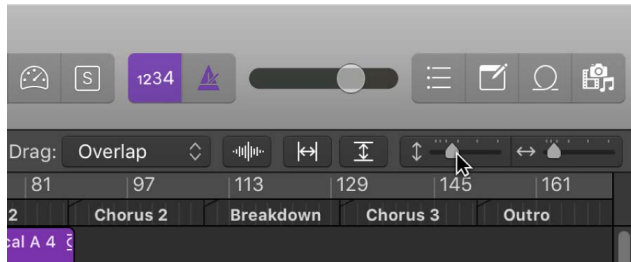 S 1234
Drag: Overlap
81 97 113 129 145 161
2 Chorus 2 Breakdown Chorus 3 Outro
cal A 4